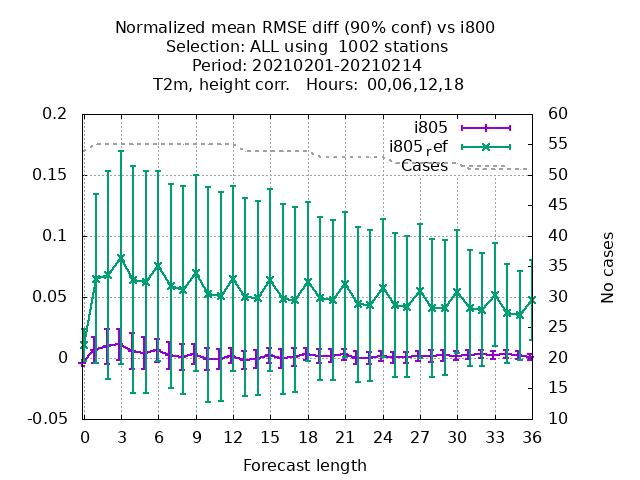 Normalized mean RMSE diff (90% conf) vs i800
Selection: ALL using  1002 stations
Period: 20210201-20210214
T2m, height corr.   Hours:  00,06,12,18
0.2
0.15
0.1
0.05
0
-0.05
60
55
50
45
40
35
30
25
20
15
10
No cases
i805
i805ref
Cases
0 3 6 9 12 15 18 21 24 27 30 33 36
Forecast length